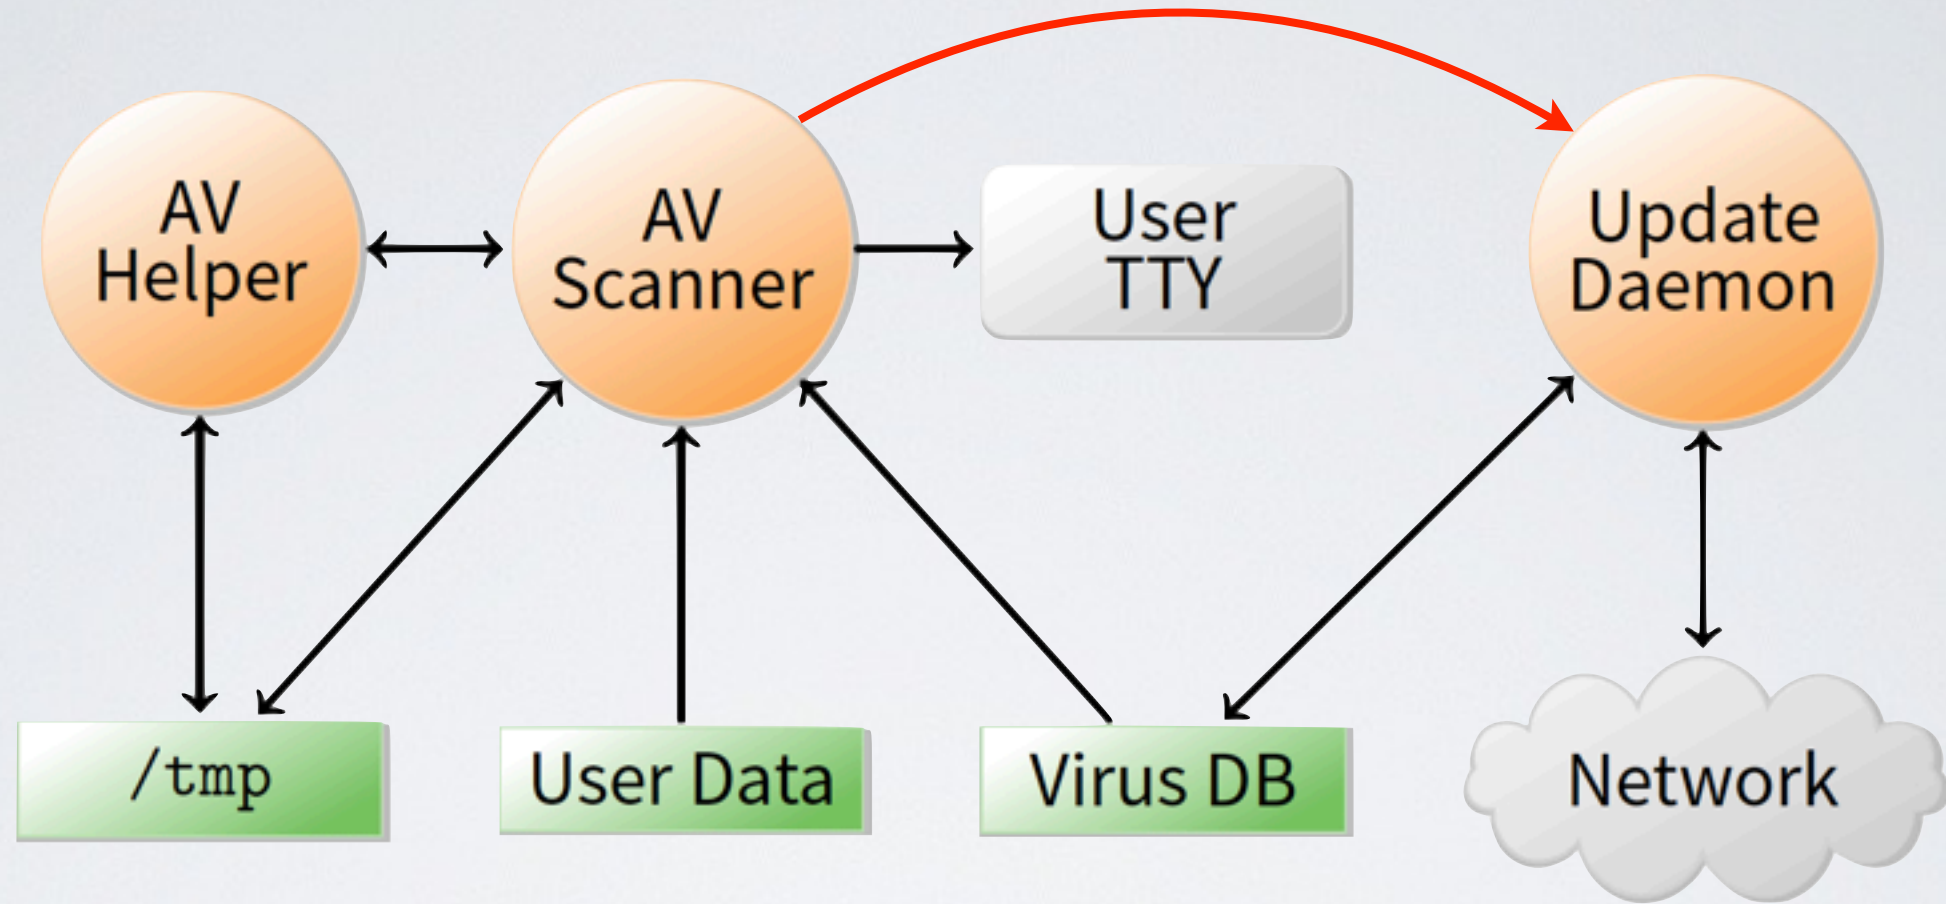 AV
Helper
AV
Scanner
User
TTY
Update
Daemon
/tmp
User Data
Virus DB
Network